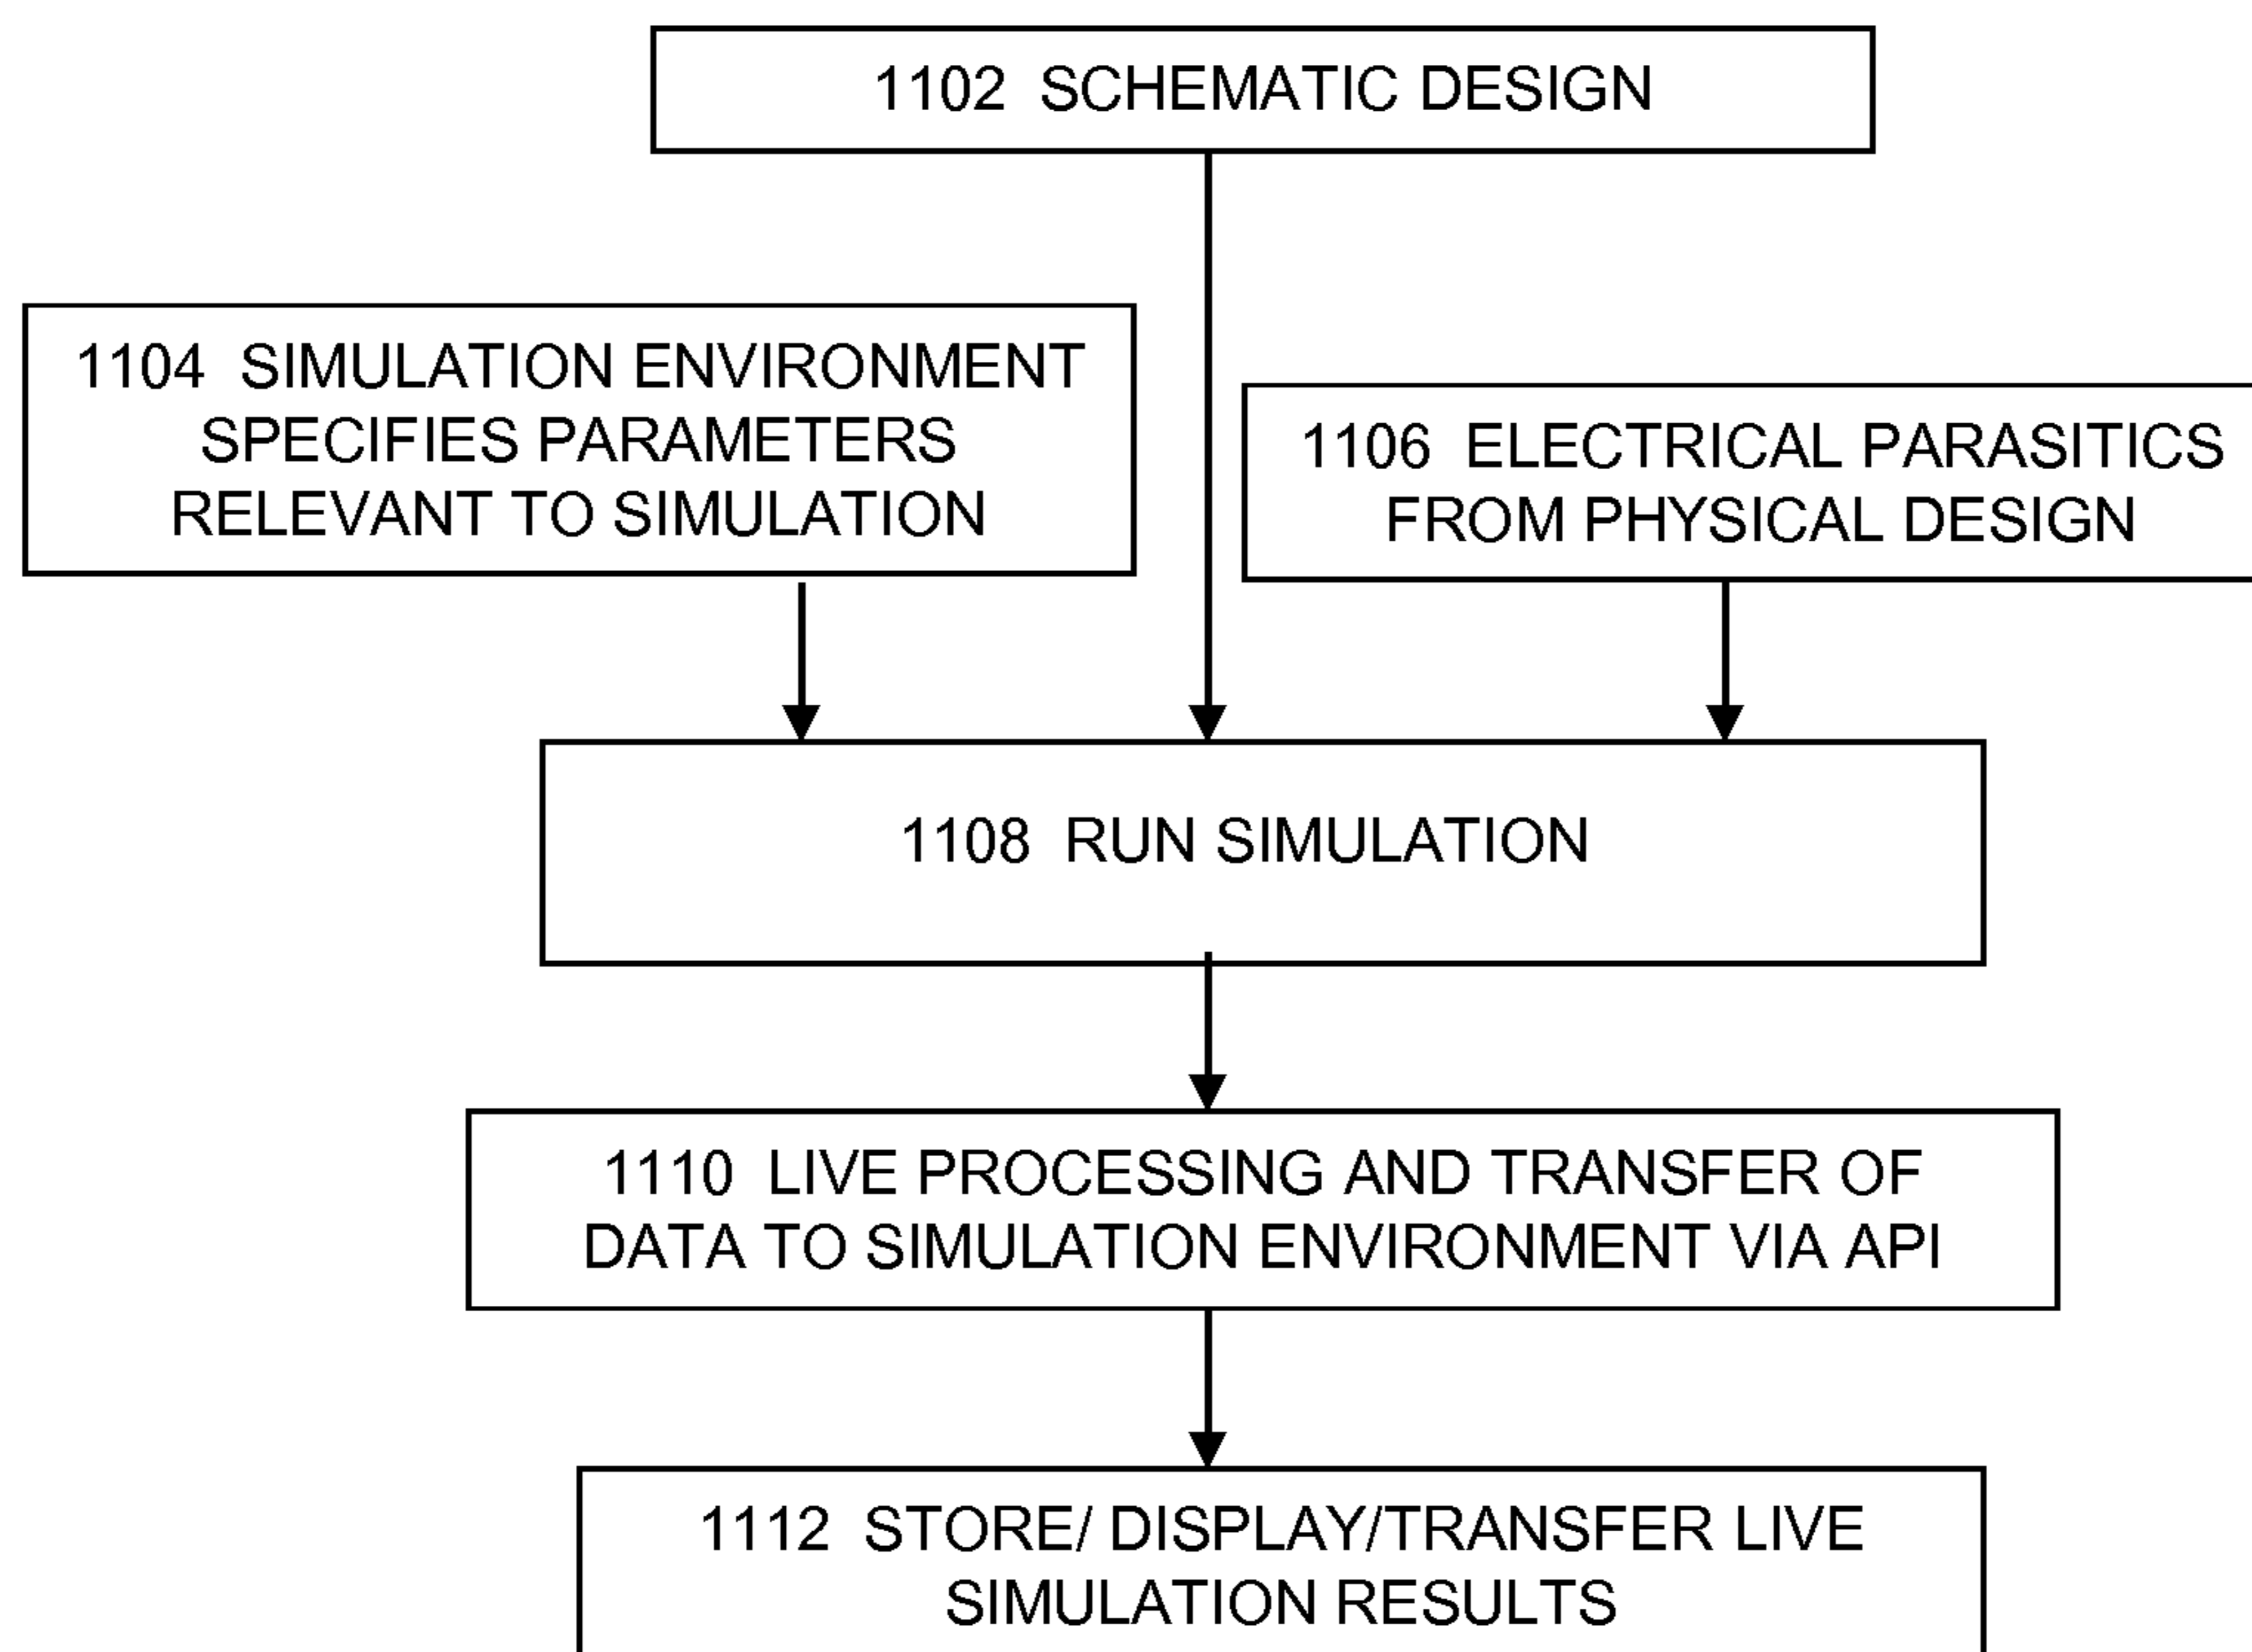 1102 SCHEMATIC DESIGN
1104 SIMULATION ENVIRONMENT
SPECIFIES PARAMETERS
RELEVANT TO SIMULATION
1106 ELECTRICAL PARASITICS
FROM PHYSICAL DESIGN
1108 RUN SIMULATION
1110 LIVE PROCESSING AND TRANSFER OF
DATA TO SIMULATION ENVIRONMENT VIA API
1112 STORE/ DISPLAY/TRANSFER LIVE
SIMULATION RESULTS